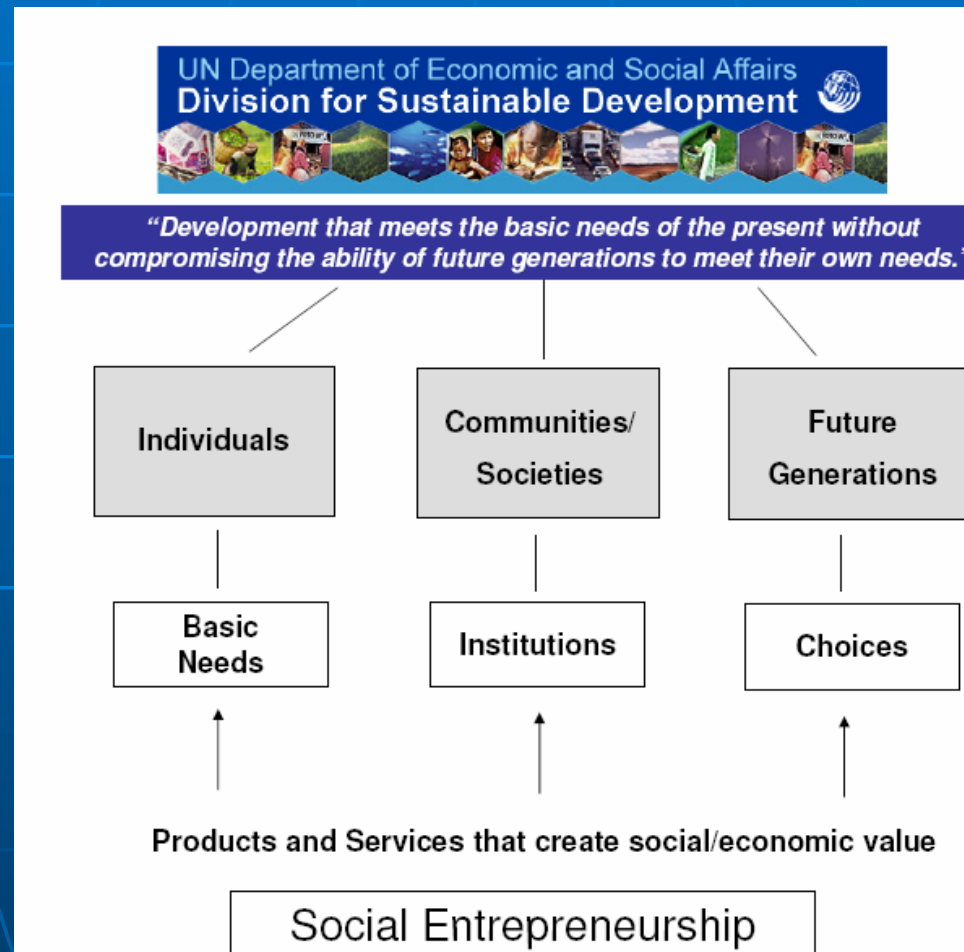 UN Department of Economic and Social Affairs
Division for Sustainable Development
“Development that meets the basic needs of the present without
compromising the ability of future generations to meet their own needs.”
Individuals
Communities/
Societies
Future
Generations
Basic
Needs
Institutions
Choices
Products and Services that create social/economic value
Social Entrepreneurship